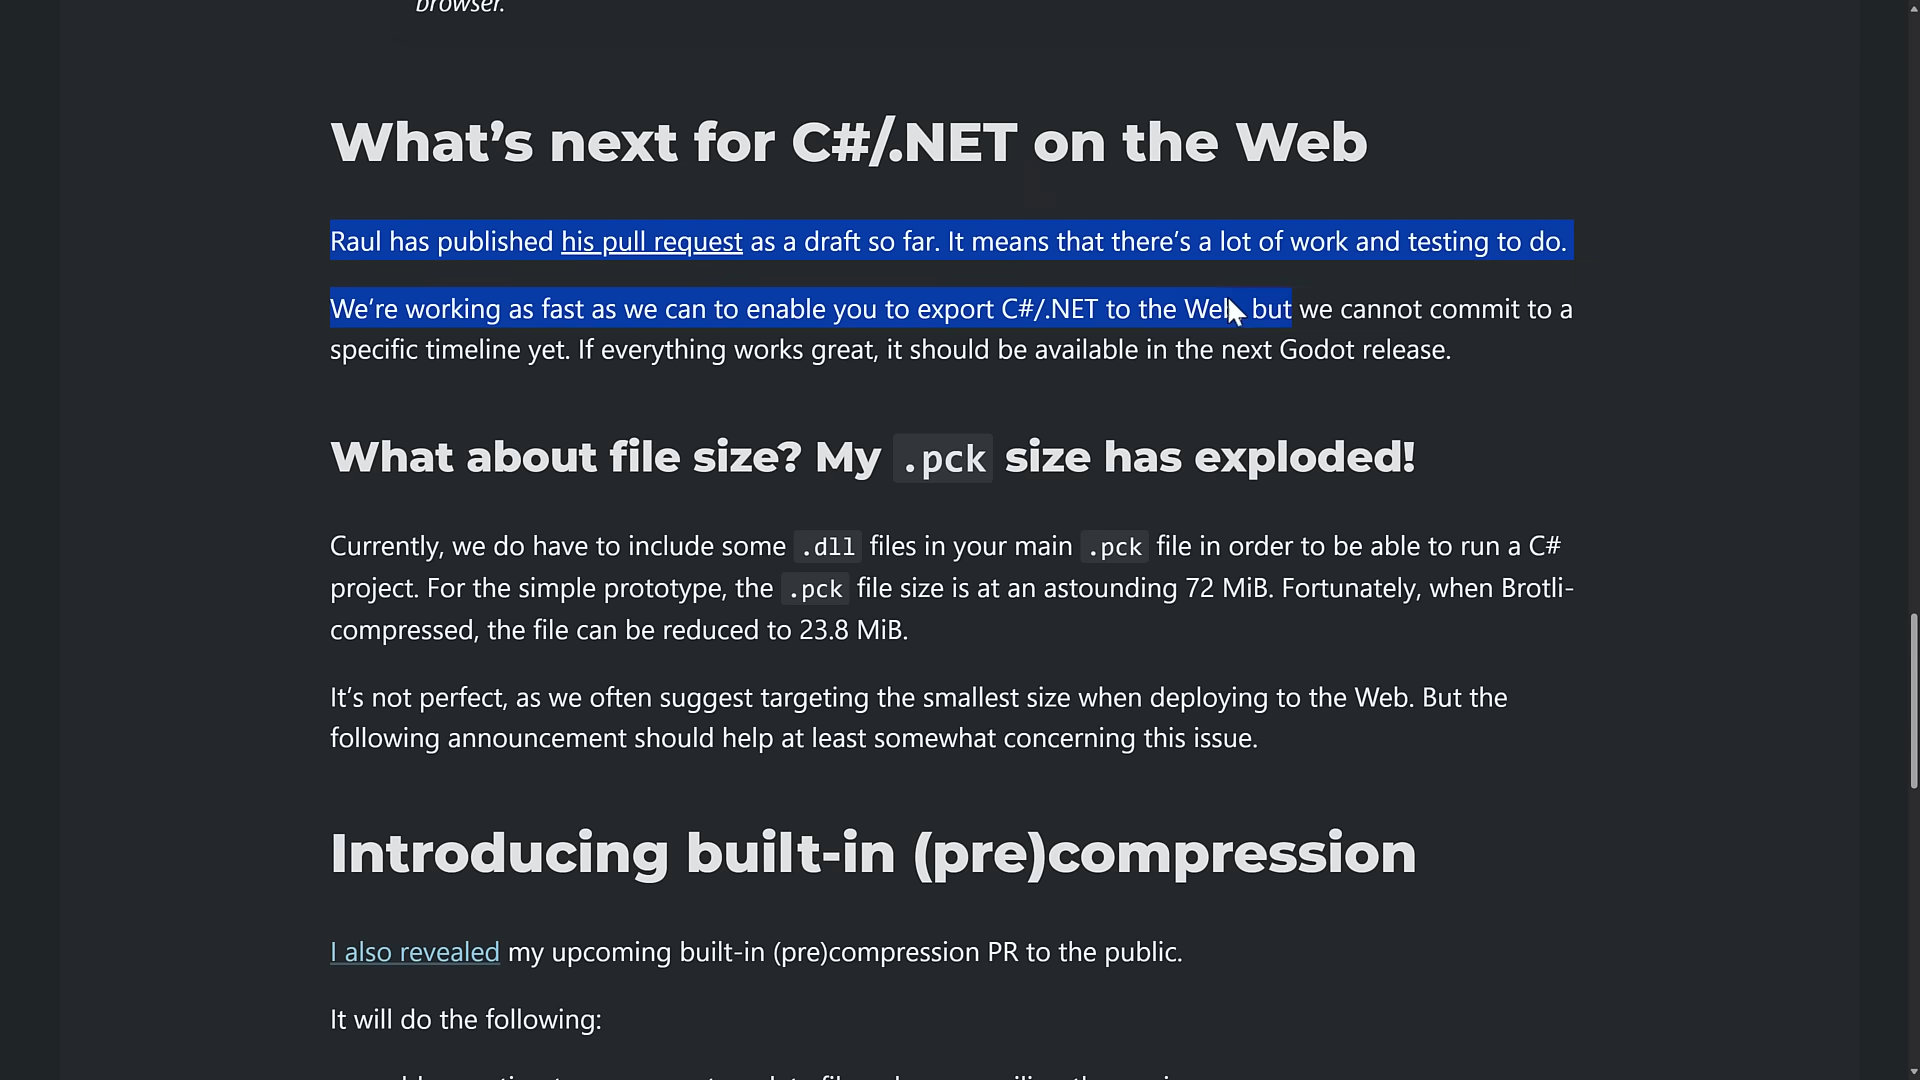 browser.
What’s next for C#/.NET on the Web
Raul has published his pull request as a draft so far. It means that there’s a lot of work and testing to do.
We’re working as fast as we can to enable you to export C#/.NET to the Web, but we cannot commit to a
specific timeline yet. If everything works great, it should be available in the next Godot release.
What about file size? My .pck size has exploded!
Currently, we do have to include some .dll files in your main .pck file in order to be able to run a C#
project. For the simple prototype, the .pck file size is at an astounding 72 MiB. Fortunately, when Brotli-
compressed, the file can be reduced to 23.8 MiB.
It’s not perfect, as we often suggest targeting the smallest size when deploying to the Web. But the
following announcement should help at least somewhat concerning this issue.
Introducing built-in (pre)compression
I also revealed my upcoming built-in (pre)compression PR to the public.
It will do the following: